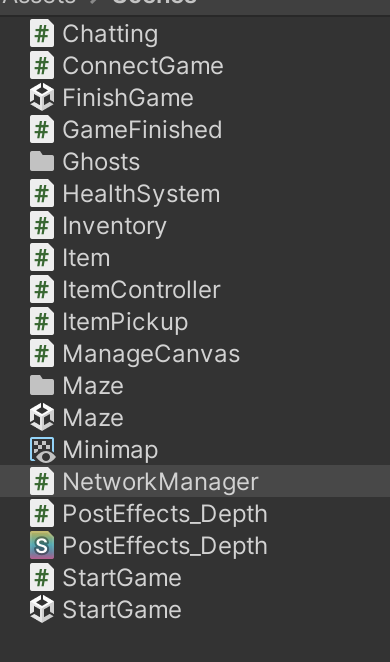 Assets > Scenes
# Chatting
# ConnectGame
FinishGame
# GameFinished
Ghosts
# HealthSystem
# Inventory
# Item
# ItemController
# ItemPickup
# ManageCanvas
Maze
Maze
Minimap
# NetworkManager
# PostEffects_Depth
S PostEffects_Depth
# StartGame
StartGame